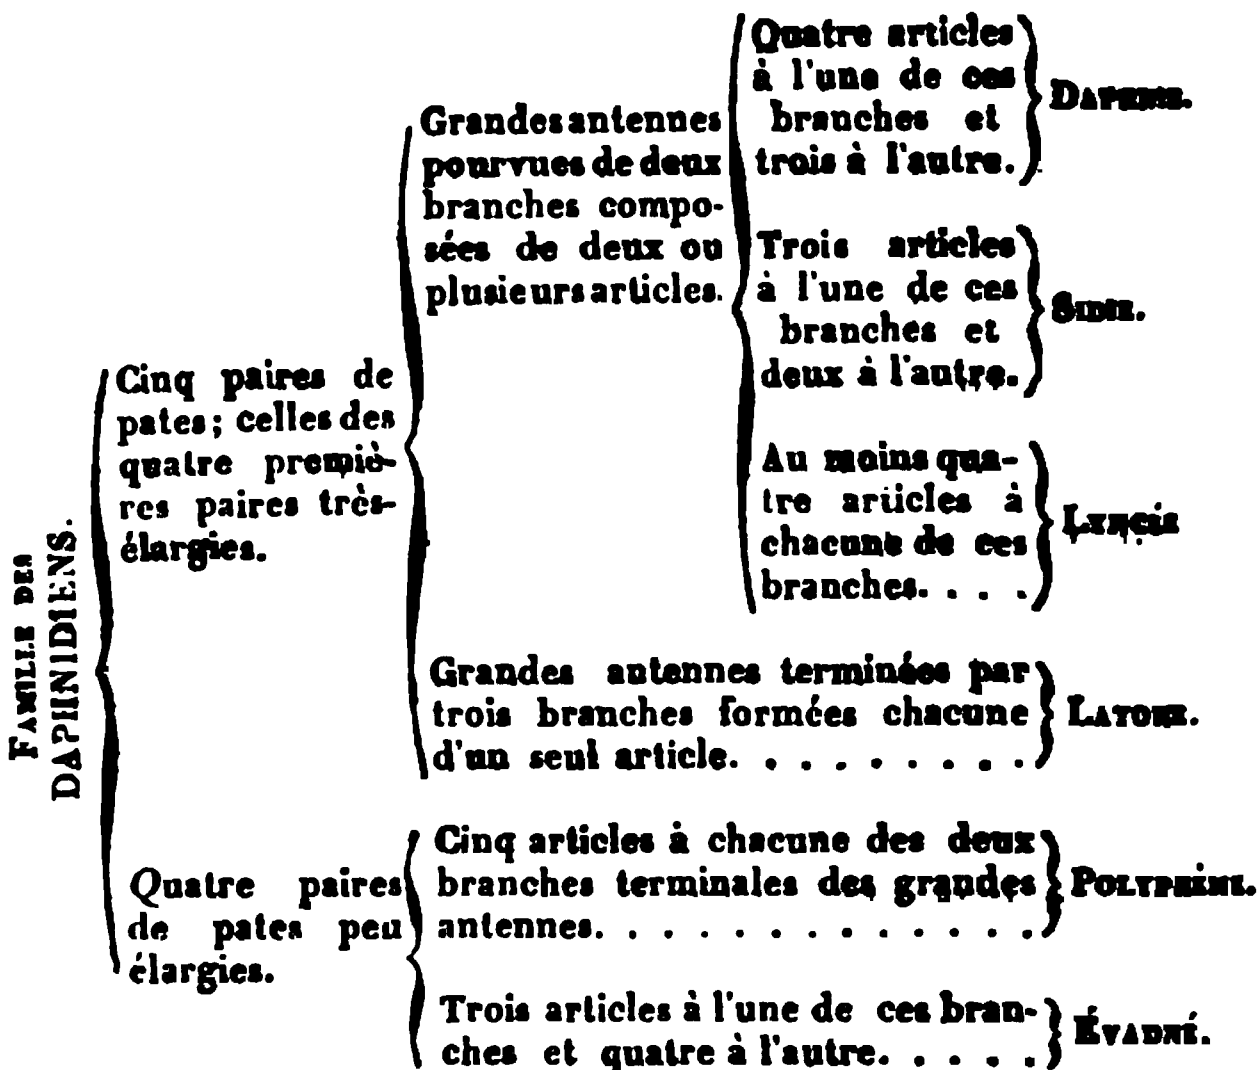 FAMILLE DES
DAPHNIDIENS.
Cinq paires de
pates; celles des
quatre premiè-
res paires très-
élargies.
Grandes antennes
pourvues de deux
branches compo-
sées de deux ou
plusieurs articles.
Quatre articles
à l'une de ces
branches et
trois à l'autre.
DAPHNIE.
Trois articles
à l'une de ces
branches et
deux à l'autre.
SIDIE.
Au moins qua-
tre articles à
chacune de ces
branches. . . .
LYNCÉE
Grandes antennes terminées par
trois branches formées chacune
d'un seul article. . . . . . . . .
LATONE.
Quatre paires
de pates peu
élargies.
Cinq articles à chacune des deux
branches terminales des grandes
antennes. . . . . . . . . . . . . .
POLYPHÈME.
Trois articles à l'une de ces bran-
ches et quatre à l'autre. . . . . .
ÉVADNÉ.